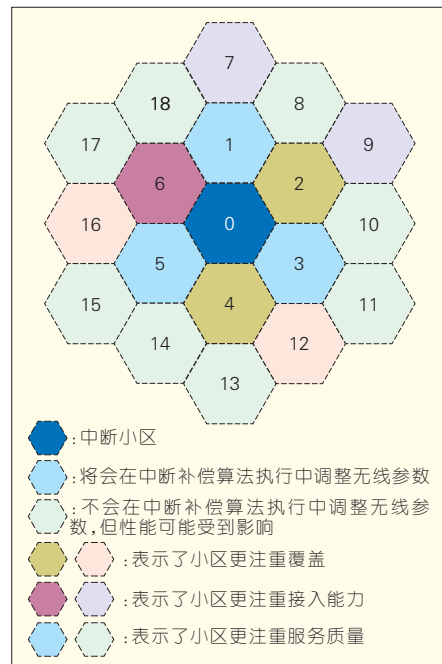 7
18
8
17
1
9
6
2
16
0
10
5
3
15
4
11
14
12
13
:中断小区
:将会在中断补偿算法执行中调整无线参数
:不会在中断补偿算法执行中调整无线参
数,但性能可能受到影响
:表示了小区更注重覆盖
:表示了小区更注重接入能力
:表示了小区更注重服务质量